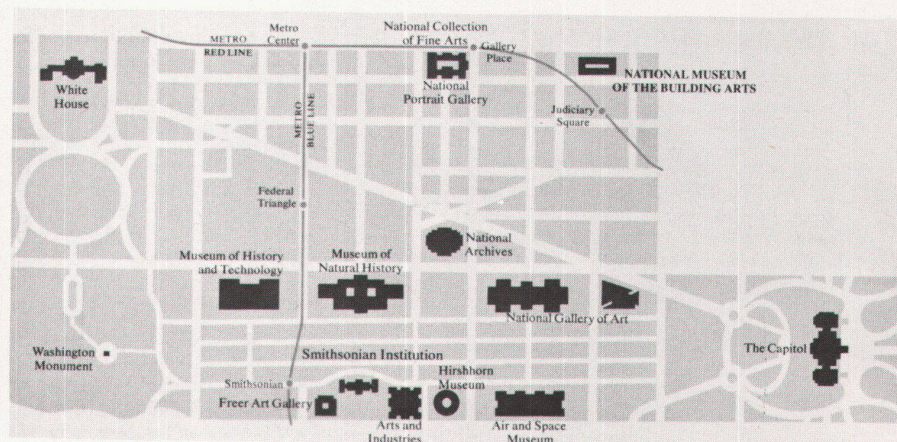 METRO
RED LINE
Metro
Center
National Collection
of Fine Arts
Gallery
Place
National
Portrait Gallery
NATIONAL MUSEUM
OF THE BUILDING ARTS
White
House
METRO
BLUE LINE
Judiciary
Square
Federal
Triangle
National
Archives
Museum of History
and Technology
Museum of
Natural History
National Gallery of Art
Washington
Monument
Smithsonian Institution
The Capitol
Smithsonian
Hirshhorn
Museum
Freer Art Gallery
Arts and
Industries
Air and Space
Museum